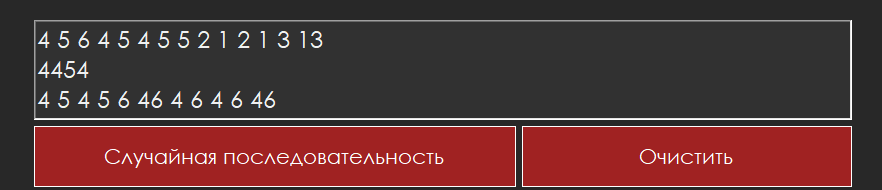 4 5 6 4 5 4 5 5 2 1 2 1 3 13
4454
4 5 4 5 6 46 4 6 4 6 46
Случайная последовательность
Очистить